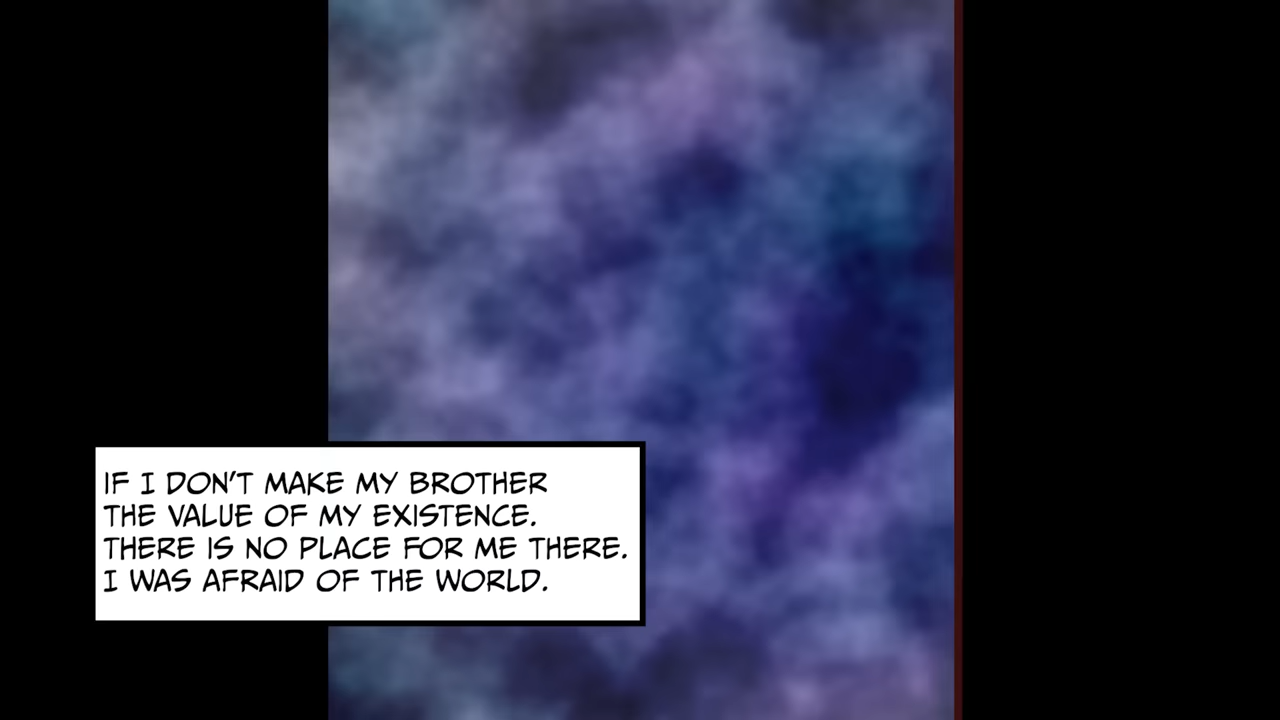 IF I DON'T MAKE MY BROTHER
THE VALUE OF MY EXISTENCE.
THERE IS NO PLACE FOR ME THERE.
I WAS AFRAID OF THE WORLD.